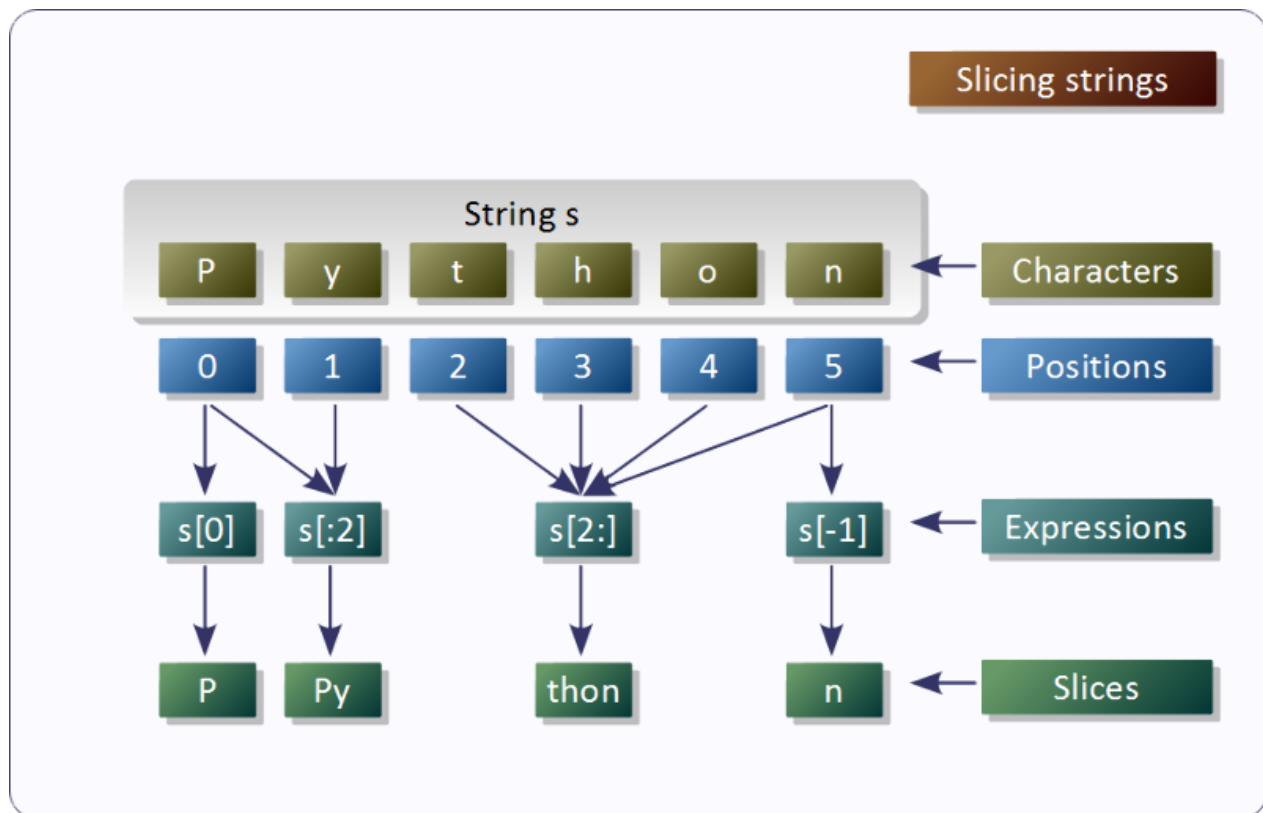 Slicing strings
String s
P y t h o n Characters
0 1 2 3 4 5 Positions
s[0] s[:2] s[2:] s[-1] Expressions
P Py thon n Slices